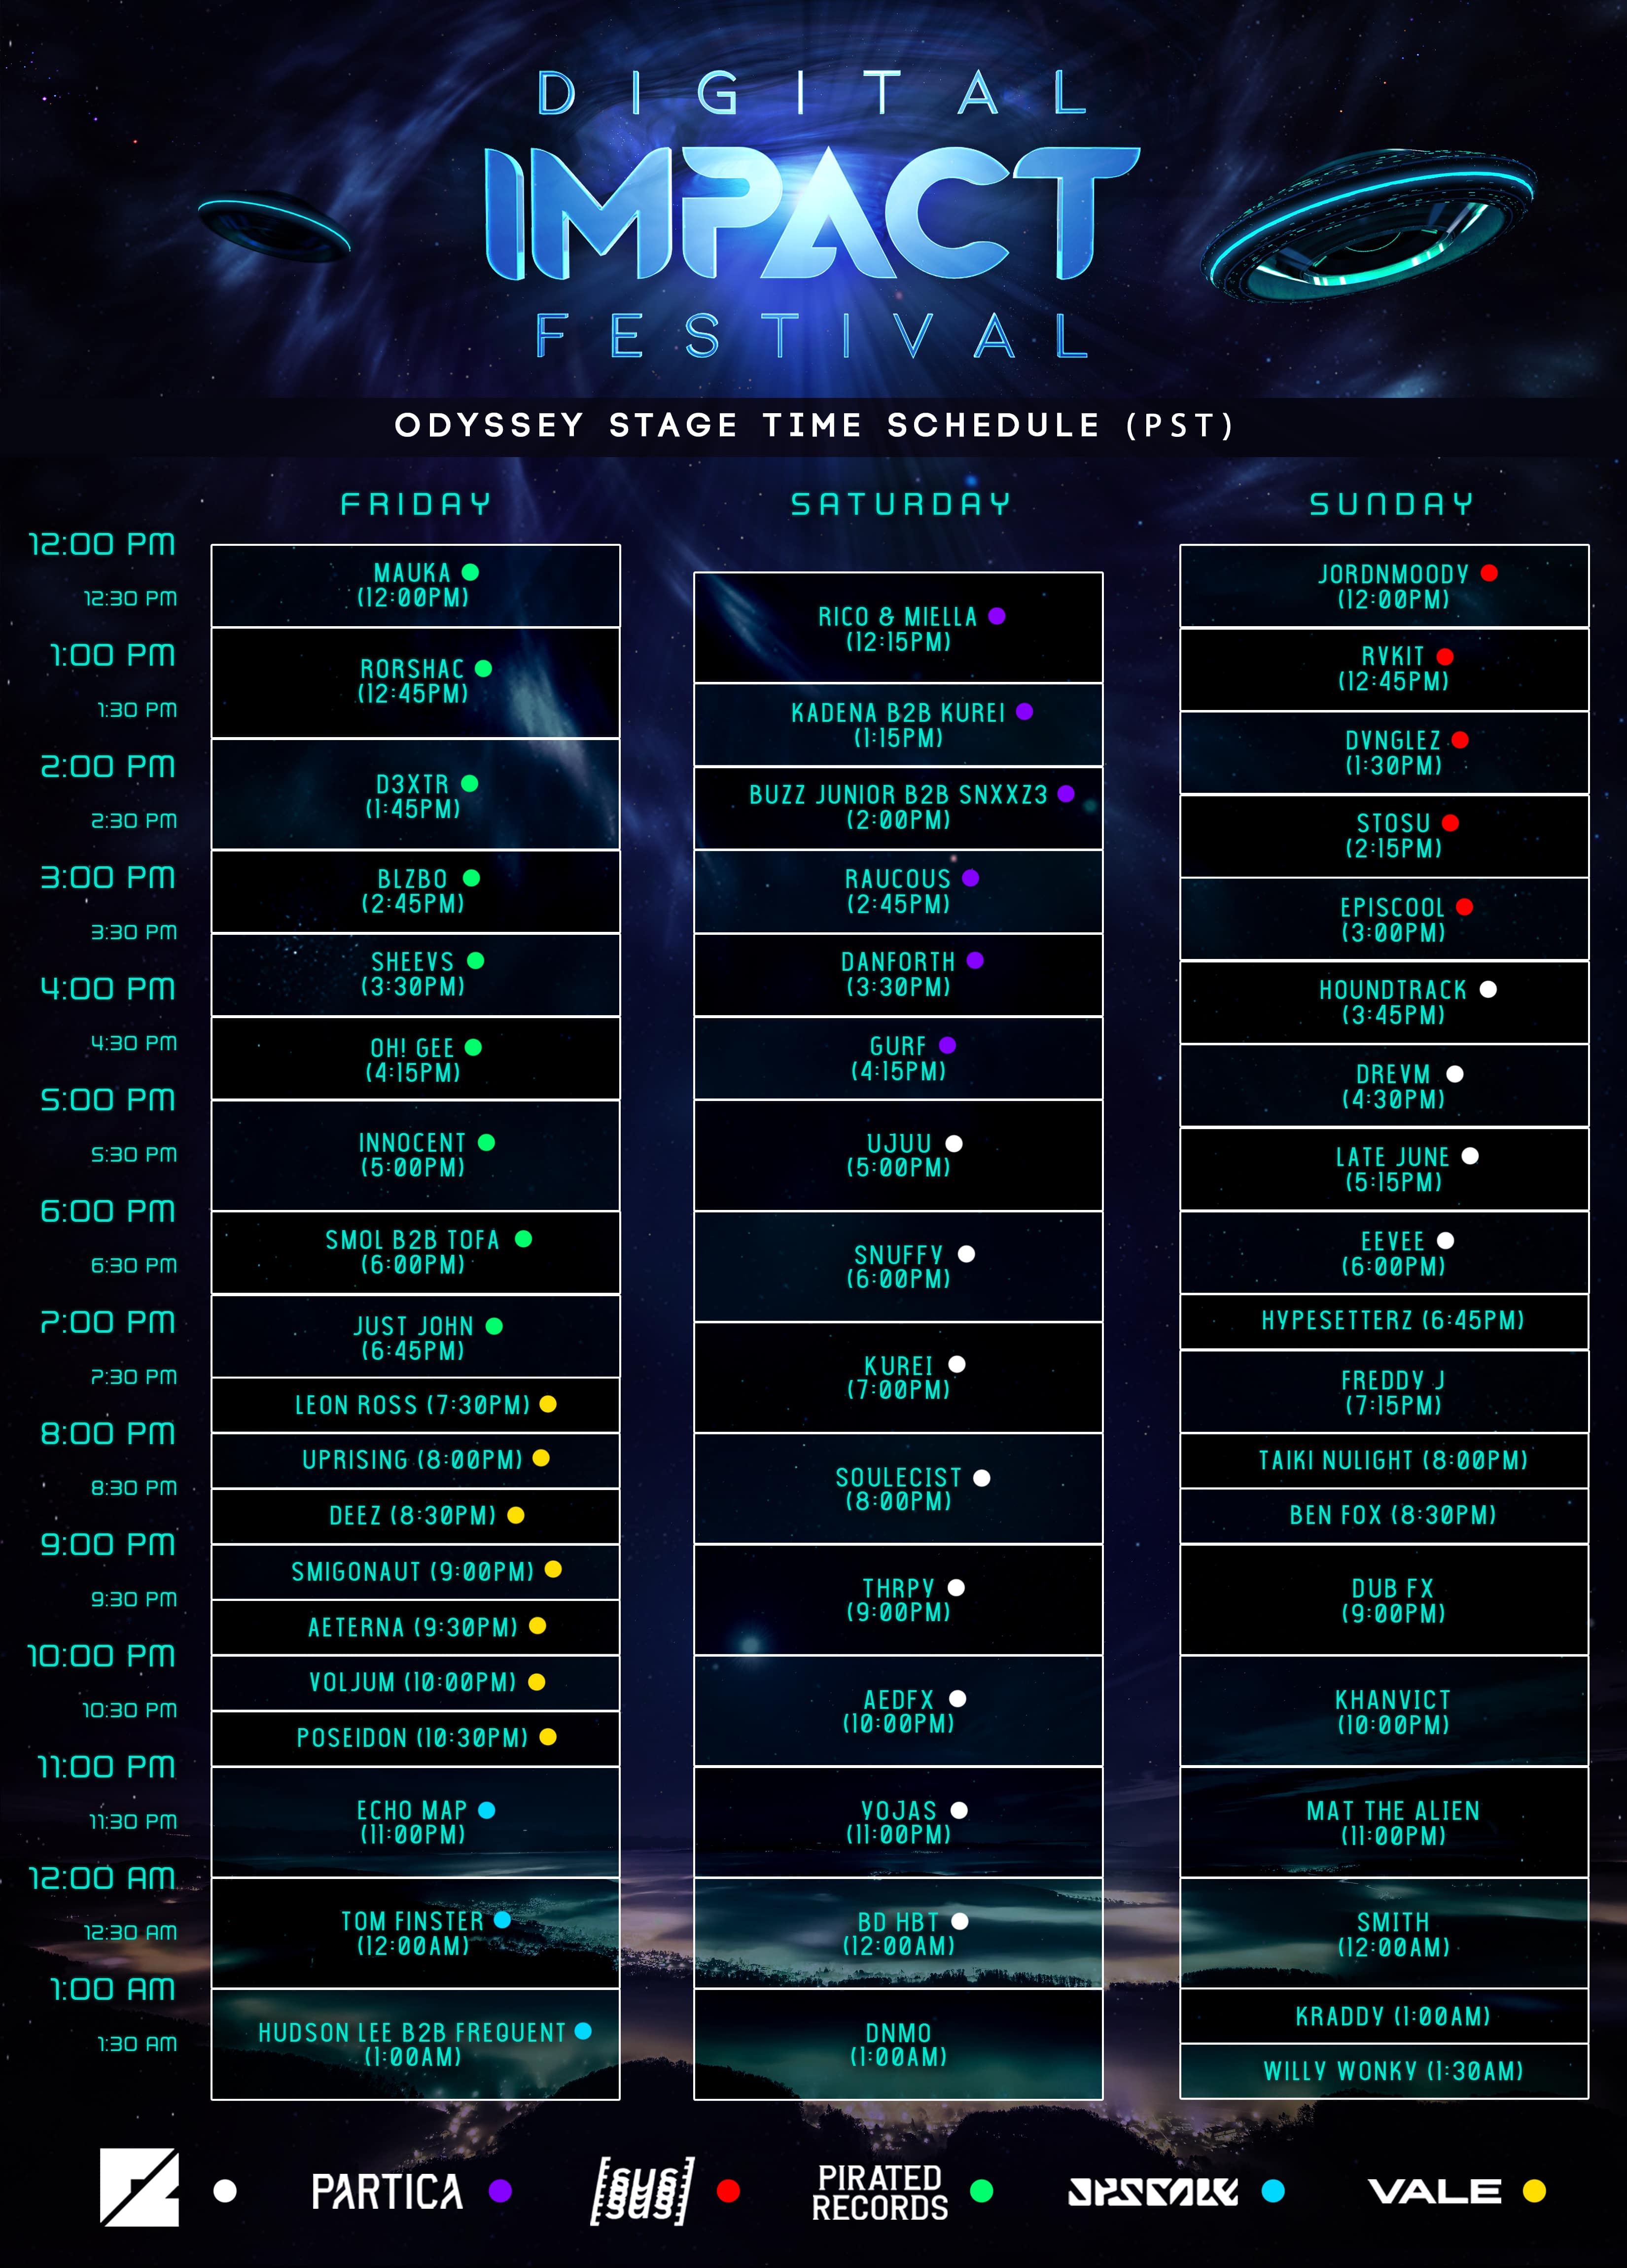 DIGITAL
IMPACT
FESTIVAL
ODYSSEY STAGE TIME SCHEDULE (PST)
12:00 PM
12:30 PM
1:00 PM
1:30 PM
2:00 PM
2:30 PM
3:00 PM
3:30 PM
4:00 PM
4:30 PM
5:00 PM
5:30 PM
6:00 PM
6:30 PM
7:00 PM
7:30 PM
8:00 PM
8:30 PM
9:00 PM
9:30 PM
10:00 PM
10:30 PM
11:00 PM
11:30 PM
12:00 AM
12:30 AM
1:00 AM
1:30 AM
FRIDAY
MAUKA
(12:00PM)
RORSHAC
(12:45PM)
D3XTR
(1:45PM)
BLZBO
(2:45PM)
SHEEVS
(3:30PM)
OH! GEE
(4:15PM)
INNOCENT
(5:00PM)
SMOL B2B TOFA
(6:00PM)
JUST JOHN
(6:45PM)
LEON ROSS (7:30PM)
UPRISING (8:00PM)
DEEZ (8:30PM)
SMIGONAUT (9:00PM)
AETERNA (9:30PM)
VOLJUM (10:00PM)
POSEIDON (10:30PM)
ECHO MAP
(11:00PM)
TOM FINSTER
(12:00AM)
HUDSON LEE B2B FREQUENT
(1:00AM)
SATURDAY
RICO & MIELLA
(12:15PM)
KADENA B2B KUREI
(1:15PM)
BUZZ JUNIOR B2B SNXXZ3
(2:00PM)
RAUCOUS
(2:45PM)
DANFORTH
(3:30PM)
GURF
(4:15PM)
UJUU
(5:00PM)
SNUFFY
(6:00PM)
KUREI
(7:00PM)
SOULECIST
(8:00PM)
THRPY
(9:00PM)
AEDFX
(10:00PM)
YOJAS
(11:00PM)
BD HBT
(12:00AM)
DNMO
(1:00AM)
SUNDAY
JORDNMOODY
(12:00PM)
RVKIT
(12:45PM)
DVNGLEZ
(1:30PM)
STOSU
(2:15PM)
EPISCOOL
(3:00PM)
HOUNDTRACK
(3:45PM)
DREVM
(4:30PM)
LATE JUNE
(5:15PM)
EEVEE
(6:00PM)
HYPESETTERZ (6:45PM)
FREDDY J
(7:15PM)
TAIKI NULIGHT (8:00PM)
BEN FOX (8:30PM)
DUB FX
(9:00PM)
KHANVICT
(10:00PM)
MAT THE ALIEN
(11:00PM)
SMITH
(12:00AM)
KRADDY (1:00AM)
WILLY WONKY (1:30AM)
PARTICA
SUS
SUS
PIRATED
RECORDS
UPSCALE
VALE